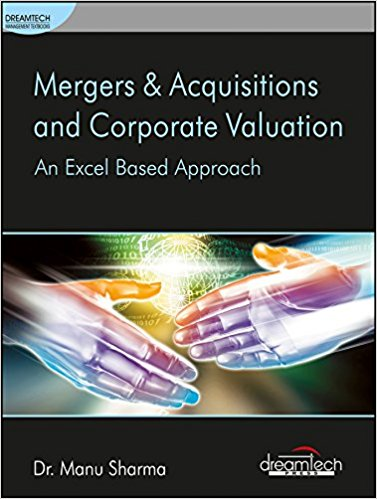 DREAMTECH
MANAGEMENT TEXTBOOKS
Mergers & Acquisitions
and Corporate Valuation
An Excel Based Approach
Dr. Manu Sharma
dreamtech
PRESS